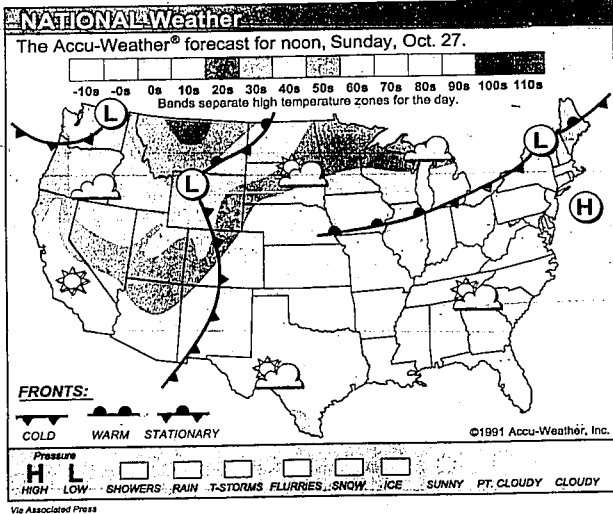 NATIONAL Weather
The Accu-Weather® forecast for noon, Sunday, Oct. 27.
-10s -0s 0s 10s 20s 30s 40s 50s 60s 70s 80s 90s 100s 110s
Bands separate high temperature zones for the day.
L
L
L
H
FRONTS:
COLD WARM STATIONARY
©1991 Accu-Weather, Inc.
Pressure
H L
HIGH LOW SHOWERS RAIN T-STORMS FLURRIES SNOW ICE SUNNY PT. CLOUDY CLOUDY
Via Associated Press